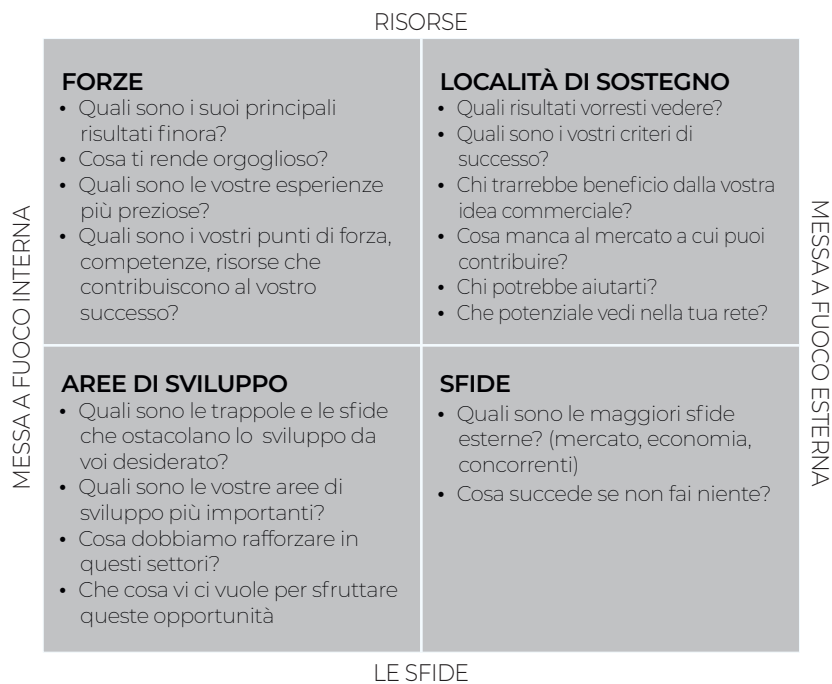 RISORSE
MESSA A FUOCO INTERNA
FORZE
• Quali sono i suoi principali
risultati finora?
• Cosa ti rende orgoglioso?
• Quali sono le vostre esperienze
più preziose?
• Quali sono i vostri punti di forza,
competenze, risorse che
contribuiscono al vostro
successo?
LOCALITÀ DI SOSTEGNO
• Quali risultati vorresti vedere?
• Quali sono i vostri criteri di
successo?
• Chi trarrebbe beneficio dalla vostra
idea commerciale?
• Cosa manca al mercato a cui puoi
contribuire?
• Chi potrebbe aiutarti?
• Che potenziale vedi nella tua rete?
AREE DI SVILUPPO
• Quali sono le trappole e le sfide
che ostacolano lo sviluppo da
voi desiderato?
• Quali sono le vostre aree di
sviluppo più importanti?
• Cosa dobbiamo rafforzare in
questi settori?
• Che cosa vi ci vuole per sfruttare
queste opportunità
SFIDE
• Quali sono le maggiori sfide
esterne? (mercato, economia,
concorrenti)
• Cosa succede se non fai niente?
MESSA A FUOCO ESTERNA
LE SFIDE